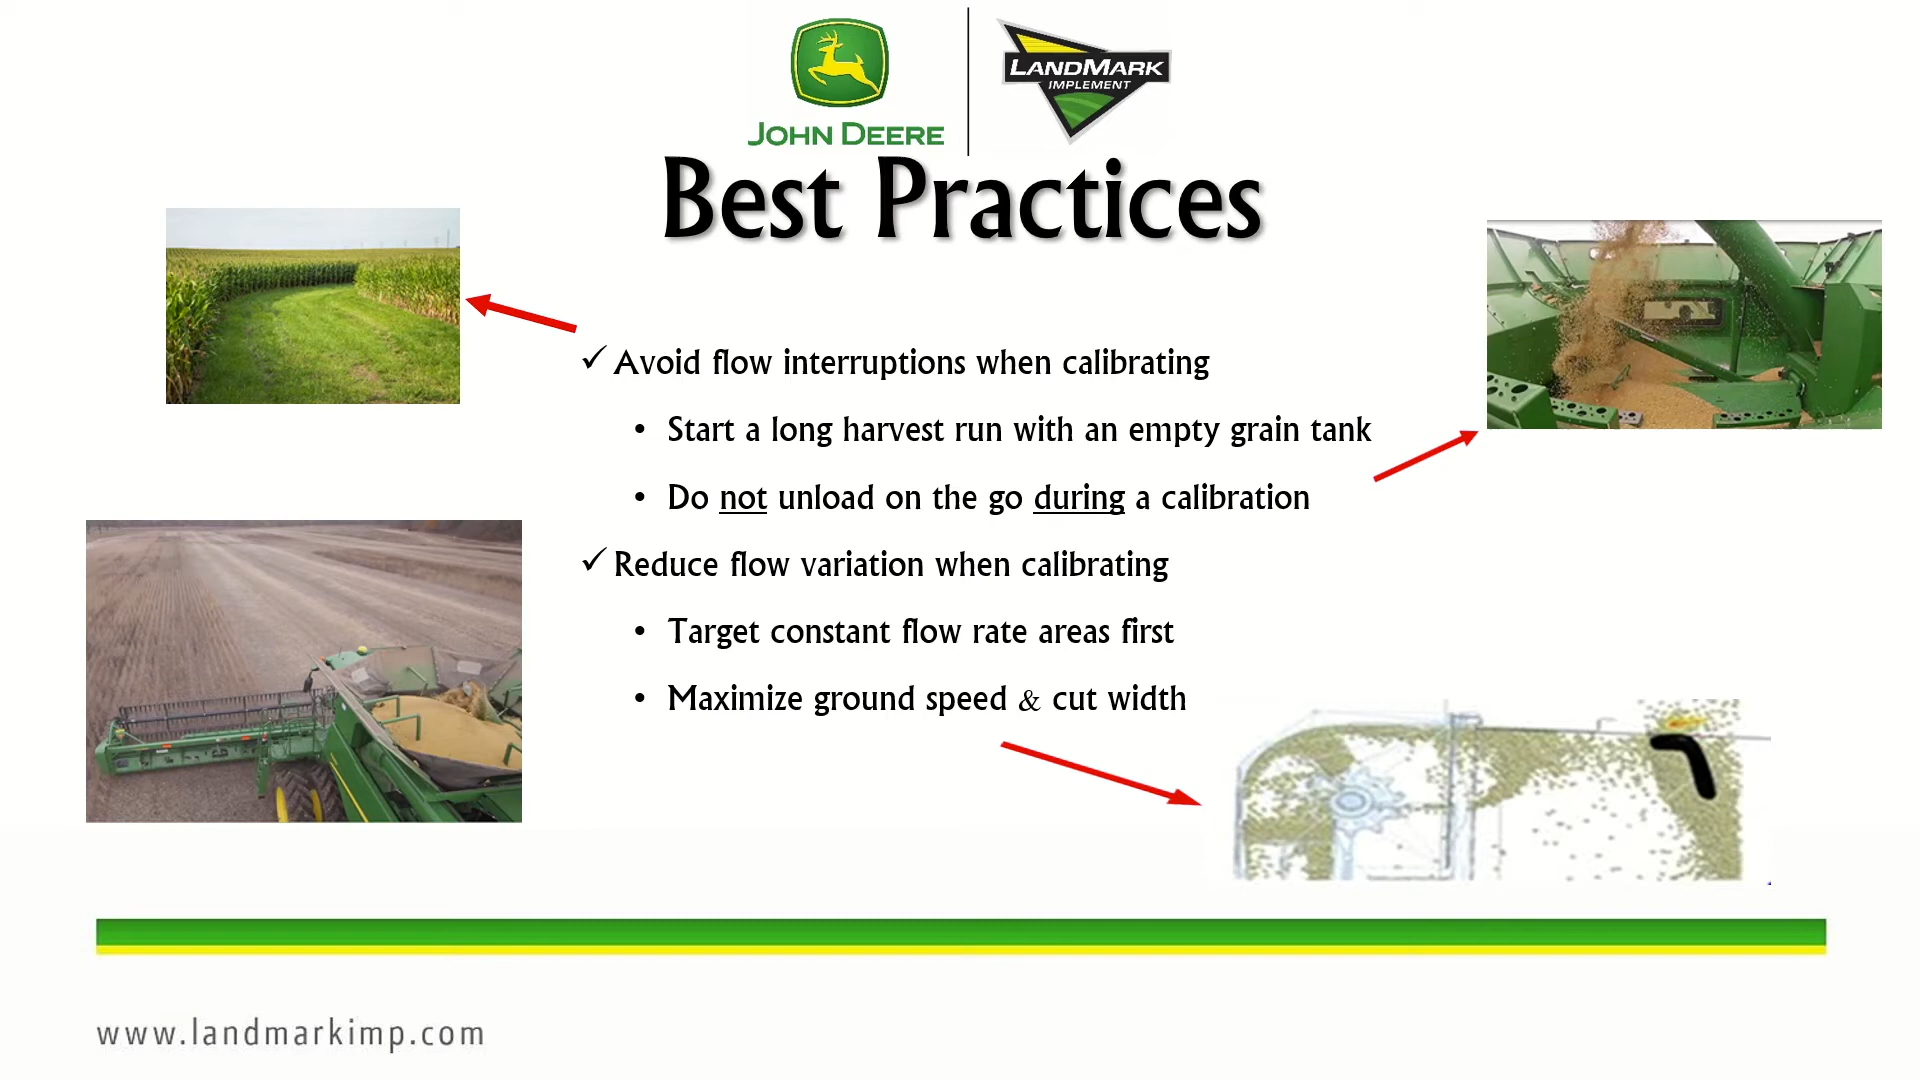 JOHN DEERE
LANDMARK
IMPLEMENT
Best Practices
✓ Avoid flow interruptions when calibrating
• Start a long harvest run with an empty grain tank
• Do not unload on the go during a calibration
✓ Reduce flow variation when calibrating
• Target constant flow rate areas first
• Maximize ground speed & cut width
www.landmarkimp.com